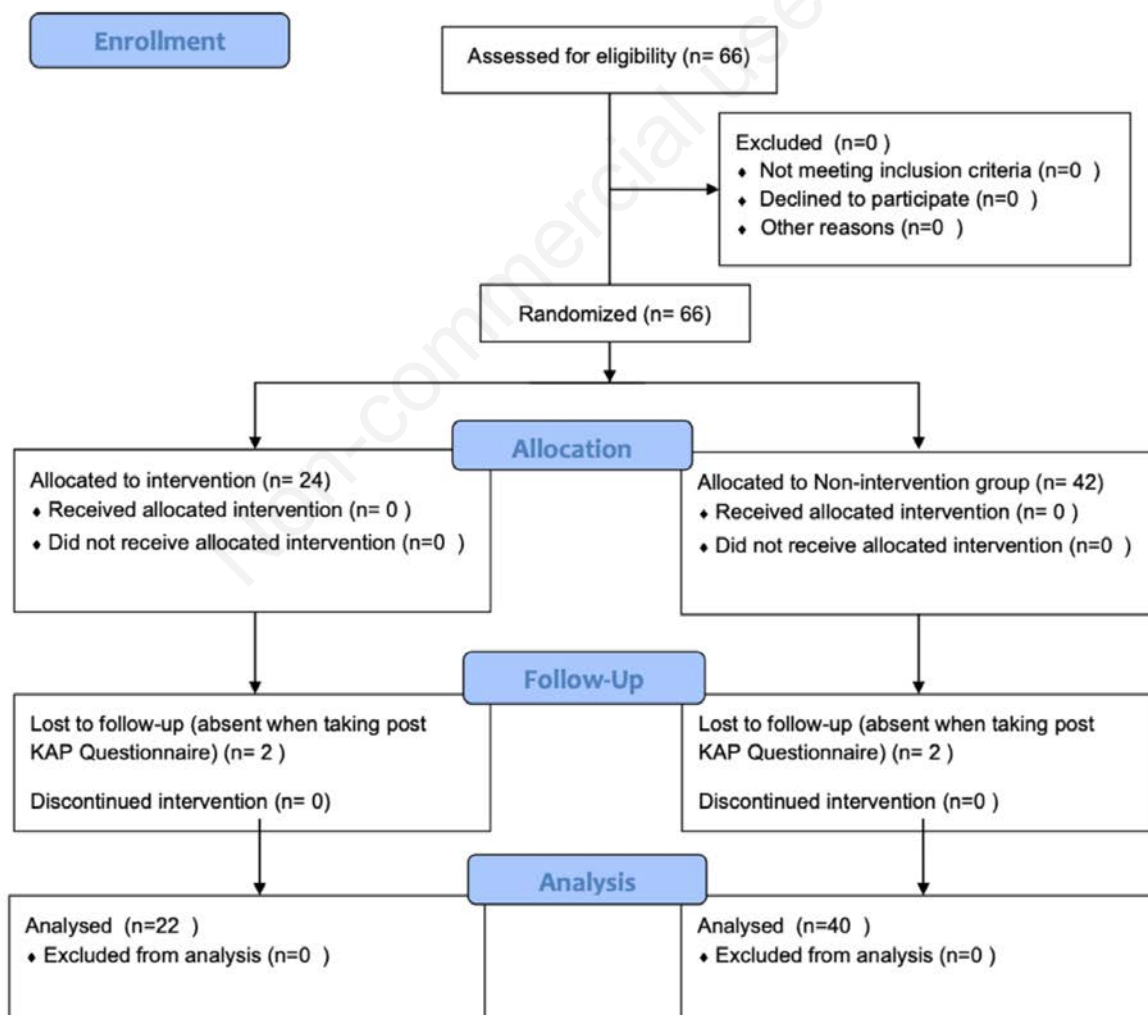 Enrollment
Assessed for eligibility (n= 66)
Excluded (n=0 )
♦ Not meeting inclusion criteria (n=0 )
♦ Declined to participate (n=0 )
♦ Other reasons (n=0 )
Randomized (n= 66)
Allocation
Allocated to intervention (n= 24)
♦ Received allocated intervention (n= 0 )
♦ Did not receive allocated intervention (n=0 )
Allocated to Non-intervention group (n= 42)
♦ Received allocated intervention (n= 0 )
♦ Did not receive allocated intervention (n=0 )
Follow-Up
Lost to follow-up (absent when taking post
KAP Questionnaire) (n= 2 )
Discontinued intervention (n= 0)
Lost to follow-up (absent when taking post
KAP Questionnaire) (n= 2 )
Discontinued intervention (n=0 )
Analysis
Analysed (n=22 )
♦ Excluded from analysis (n=0 )
Analysed (n=40 )
♦ Excluded from analysis (n=0 )
Non-commercial use